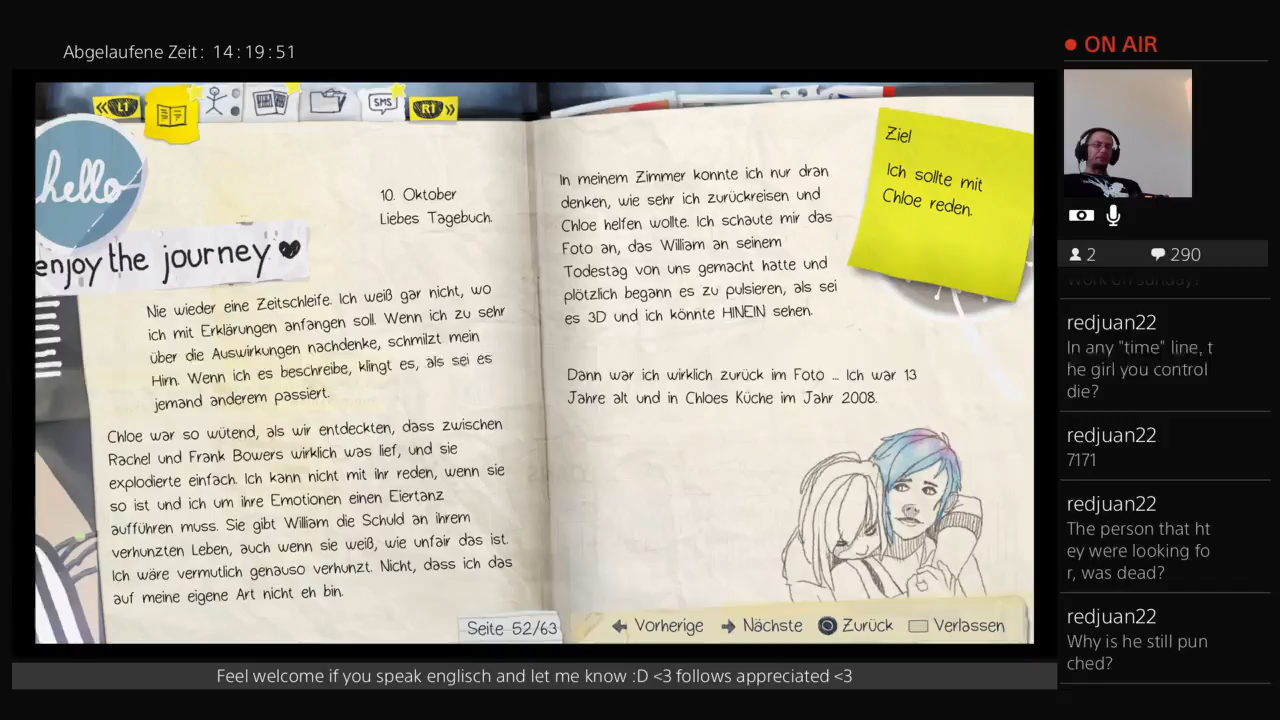 Abgelaufene Zeit: 14:19:51
ON AIR
2
290
redjuan22
In any "time" line, t
he girl you control
die?
redjuan22
7171
redjuan22
The person that ht
ey were looking fo
r, was dead?
redjuan22
Why is he still pun
ched?
SMS
RT
hello
enjoy the journey
10. Oktober
Liebes Tagebuch.
Nie wieder eine Zeitschleife. Ich weiß gar nicht, wo
ich mit Erklärungen anfangen soll. Wenn ich zu sehr
über die Auswirkungen nachdenke, schmilzt mein
Hirn. Wenn ich es beschreibe, klingt es, als sei es
jemand anderem passiert.
Chloe war so wütend, als wir entdeckten, dass zwischen
Rachel und Frank Bowers wirklich was lief, und sie
explodierte einfach. Ich kann nicht mit ihr reden, wenn sie
so ist und ich um ihre Emotionen einen Eiertanz
aufführen muss. Sie gibt William die Schuld an ihrem
verhunzten Leben, auch wenn sie weiß, wie unfair das ist.
Ich wäre vermutlich genauso verhunzt. Nicht, dass ich das
auf meine eigene Art nicht eh bin.
In meinem Zimmer konnte ich nur dran
denken, wie sehr ich zurückreisen und
Chloe helfen wollte. Ich schaute mir das
Foto an, das William an seinem
Todestag von uns gemacht hatte und
plötzlich begann es zu pulsieren, als sei
es 3D und ich könnte HINEIN sehen.
Dann war ich wirklich zurück im Foto ... Ich war 13
Jahre alt und in Chloes Küche im Jahr 2008.
Ziel
Ich sollte mit
Chloe reden.
Seite 52/63
Vorherige
Nächste
Zurück
Verlassen
Feel welcome if you speak englisch and let me know :D <3 follows appreciated <3